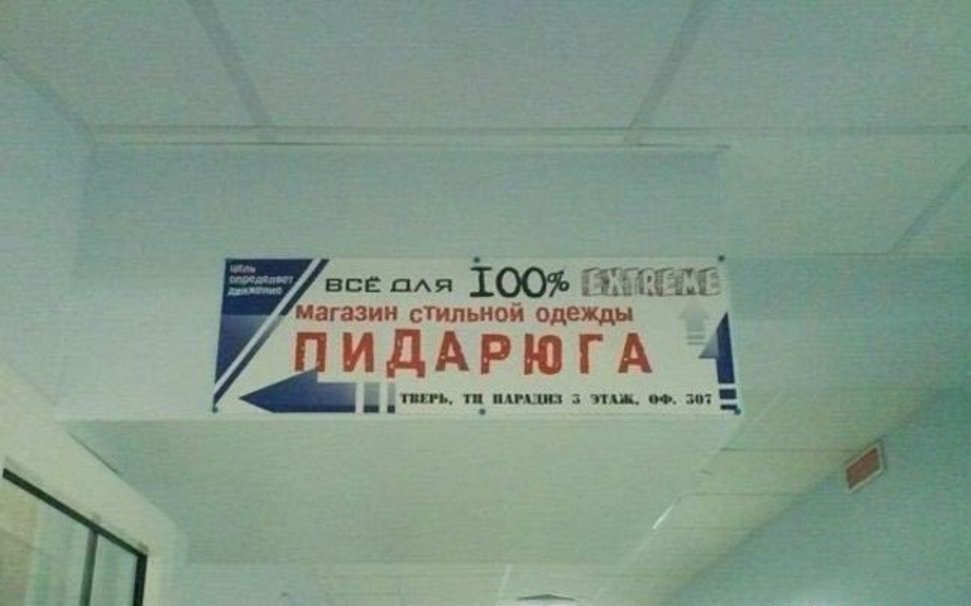 цель
определяет
движение
ВСЁ ДЛЯ 100% EXTREME
магазин стильной одежды
ПИДАРЮГА
ТВЕРЬ, ТЦ ПАРАДИЗ 3 ЭТАЖ, ОФ. 307